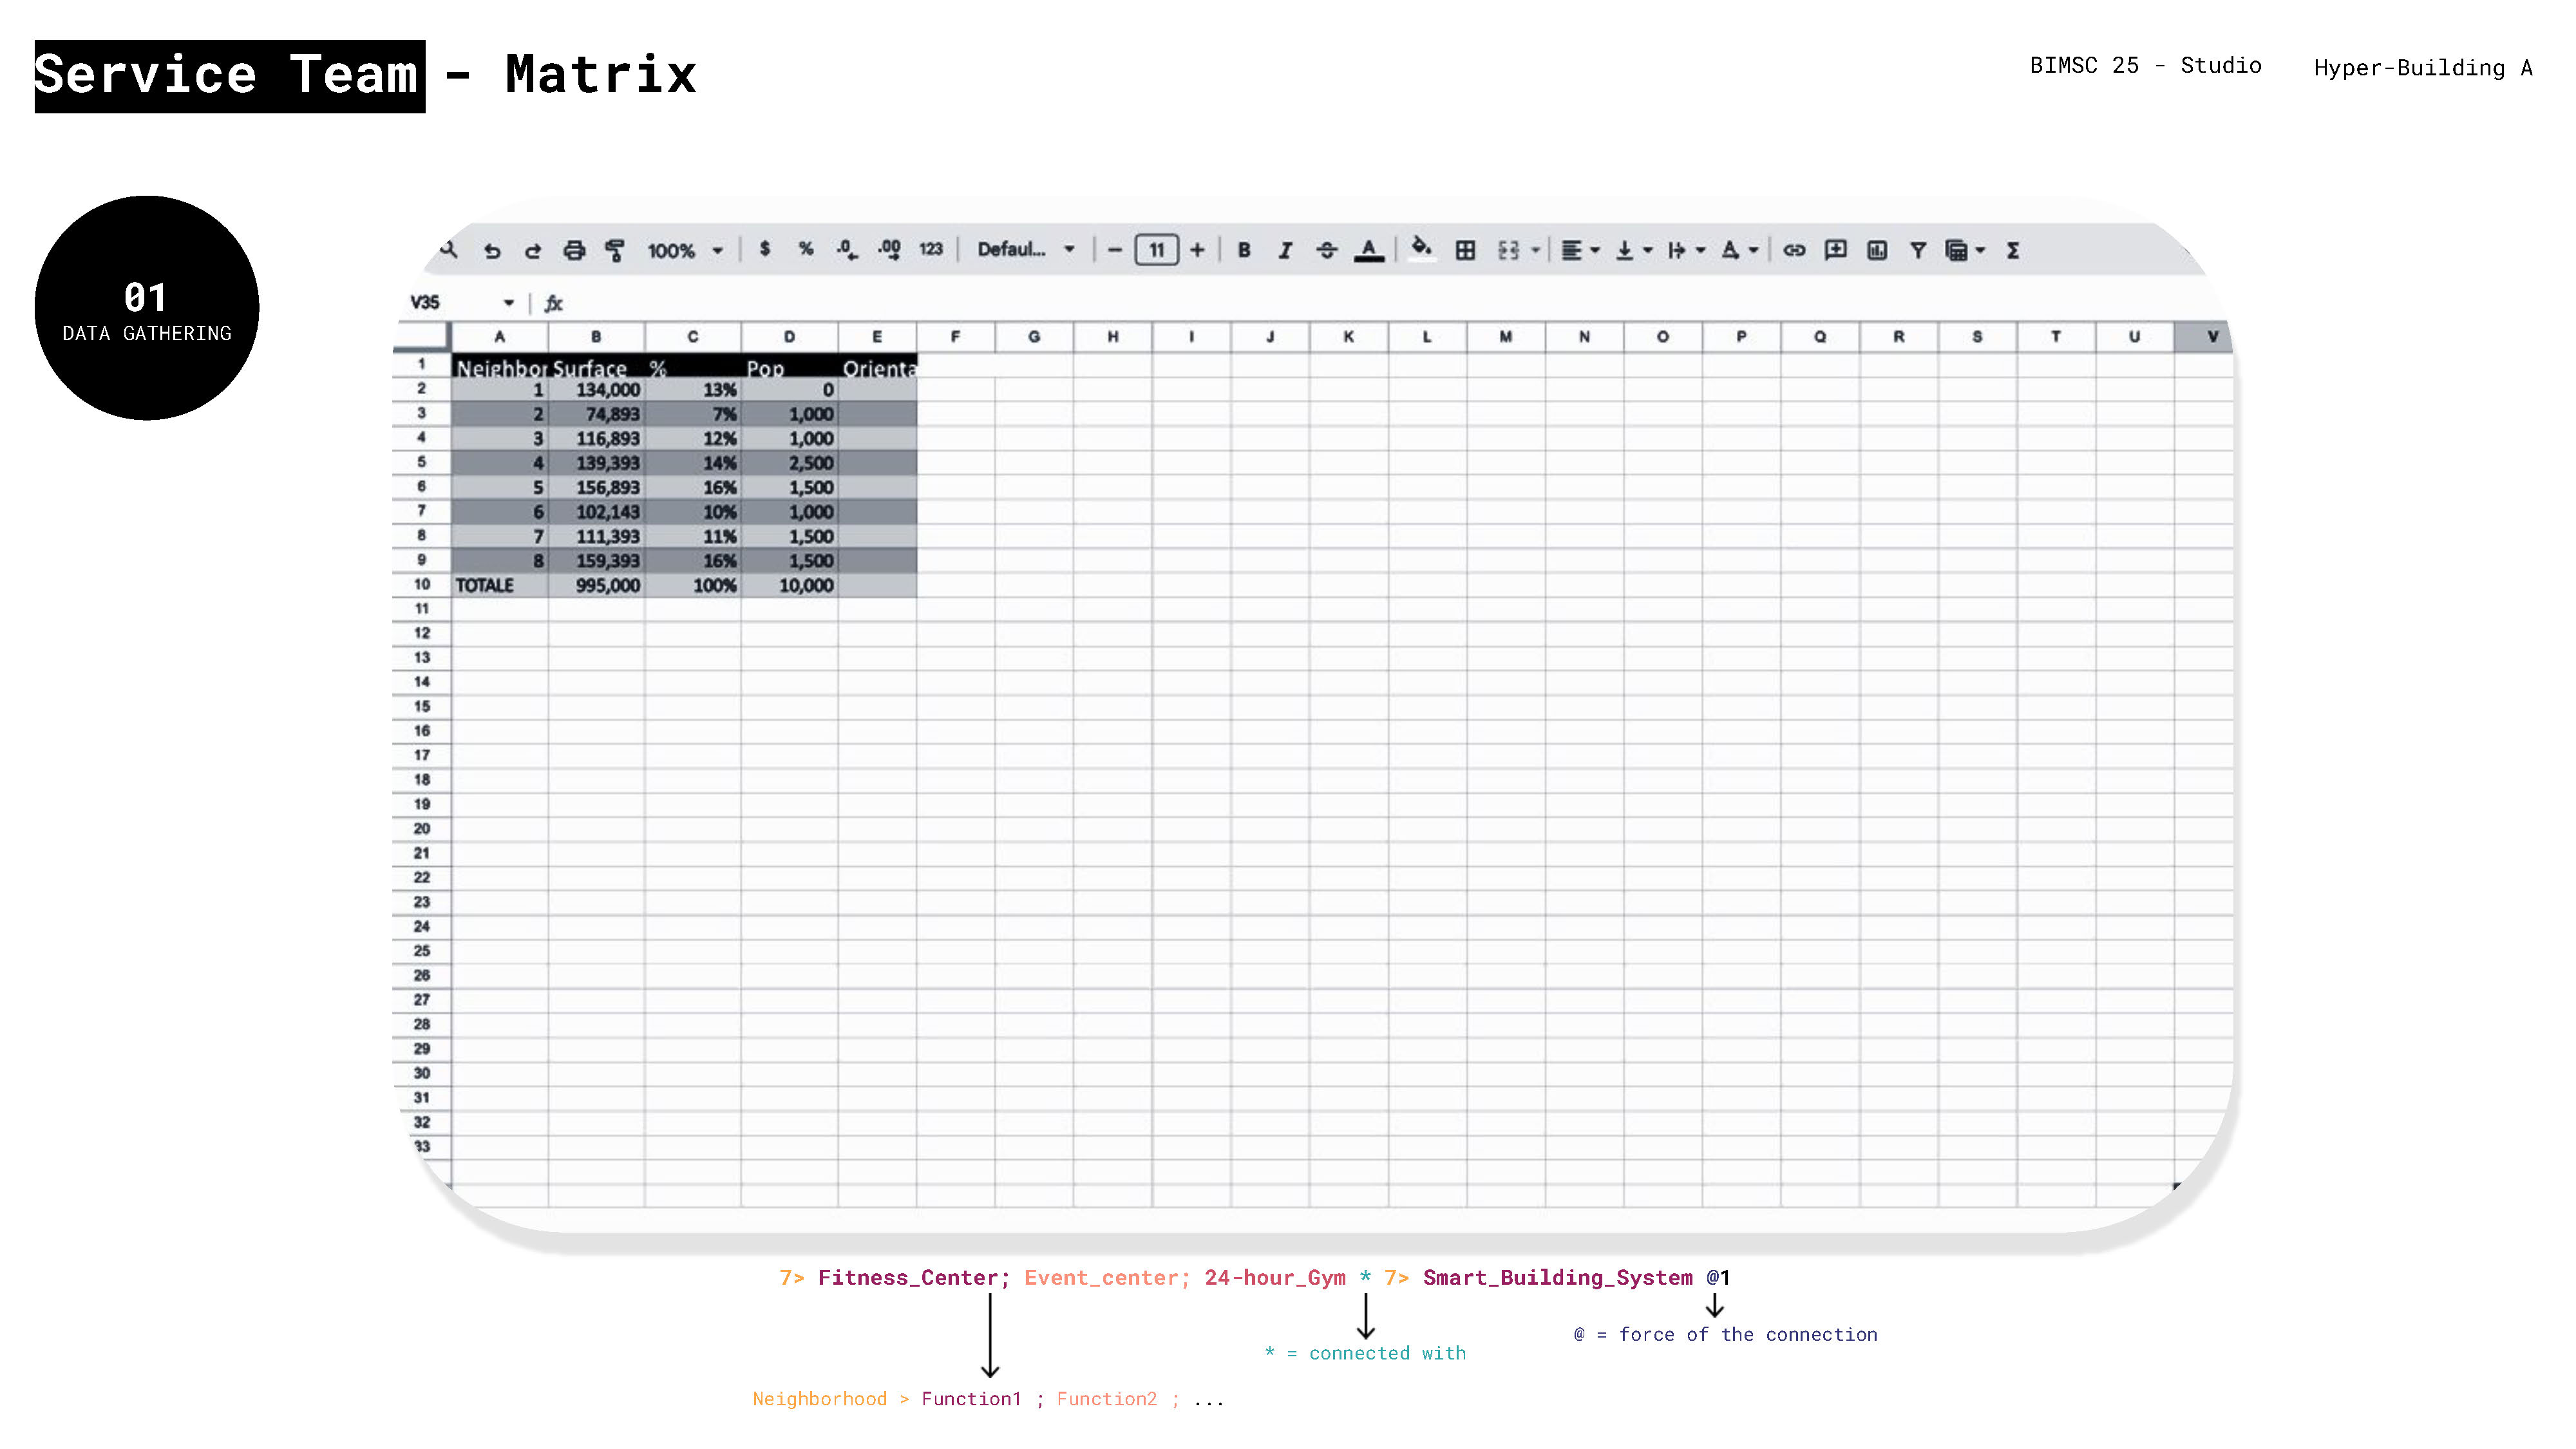 Service Team - Matrix
BIMSC 25 - Studio
Hyper-Building A
01
DATA GATHERING
100% $ % .0 .00 123 Defaul... - 11 + B I S A Σ
V35 fx
A B C D E F G H I J K L M N O P Q R S T U V
1 Neighbor Surface % Pop Orienta
2 1 134,000 13% 0
3 2 74,893 7% 1,000
4 3 116,893 12% 1,000
5 4 139,393 14% 2,500
6 5 156,893 16% 1,500
7 6 102,143 10% 1,000
8 7 111,393 11% 1,500
9 8 159,393 16% 1,500
10 TOTALE 995,000 100% 10,000
11
12
13
14
15
16
17
18
19
20
21
22
23
24
25
26
27
28
29
30
31
32
33
7> Fitness_Center; Event_center; 24-hour_Gym * 7> Smart_Building_System @1
@ = force of the connection
* = connected with
Neighborhood > Function1 ; Function2 ; ...